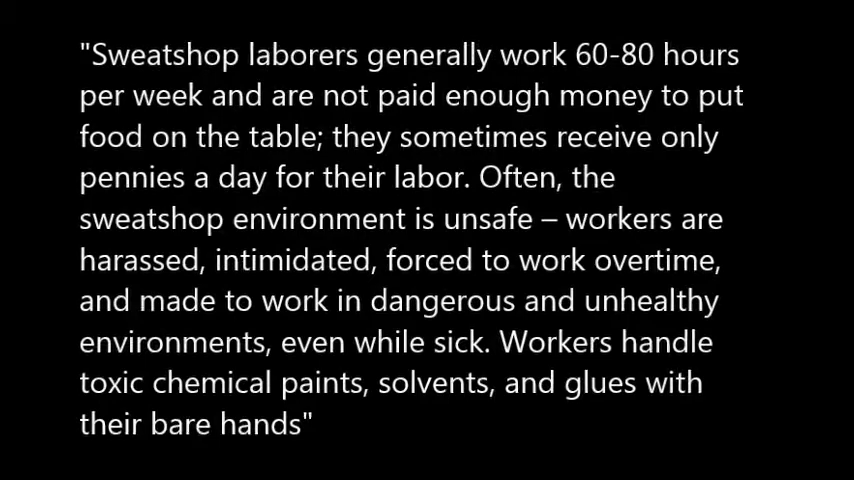 "Sweatshop laborers generally work 60-80 hours
per week and are not paid enough money to put
food on the table; they sometimes receive only
pennies a day for their labor. Often, the
sweatshop environment is unsafe – workers are
harassed, intimidated, forced to work overtime,
and made to work in dangerous and unhealthy
environments, even while sick. Workers handle
toxic chemical paints, solvents, and glues with
their bare hands"